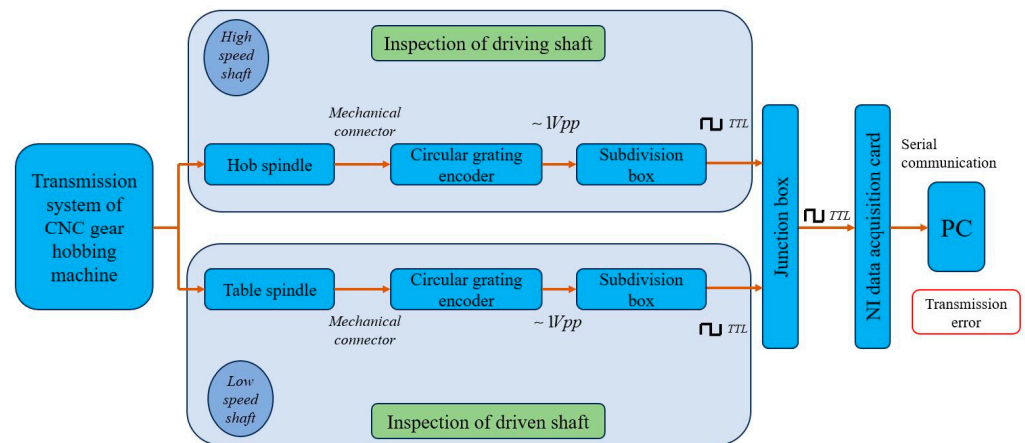 High
speed
shaft
Inspection of driving shaft
Mechanical
connector
~ 1Vpp
TTL
Hob spindle
Circular grating
encoder
Subdivision
box
Transmission
system of
CNC gear
hobbing
machine
Table spindle
Circular grating
encoder
Subdivision
box
Mechanical
connector
~ 1Vpp
TTL
Low
speed
shaft
Inspection of driven shaft
Junction box
TTL
NI data acquisition card
Serial
communication
PC
Transmission
error